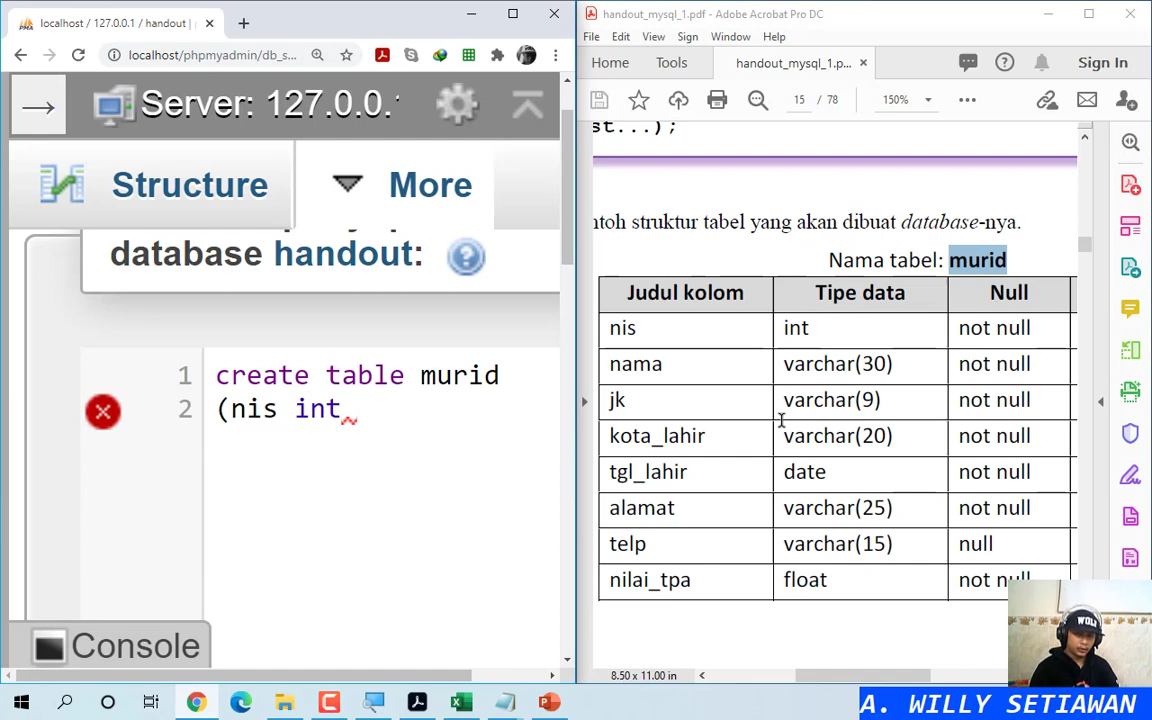 localhost / 127.0.0.1 / handout |
localhost/phpmyadmin/db_s...
Server: 127.0.0.1
Structure
More
database handout:
1 create table murid
2 (nis int
Console
handout_mysql_1.pdf - Adobe Acrobat Pro DC
File Edit View Sign Window Help
Home Tools handout_mysql_1.p... Sign In
15 / 78 150%
st...);
ntoh struktur tabel yang akan dibuat database-nya.
Nama tabel: murid
Judul kolom Tipe data Null
nis int not null
nama varchar(30) not null
jk varchar(9) not null
kota_lahir varchar(20) not null
tgl_lahir date not null
alamat varchar(25) not null
telp varchar(15) null
nilai_tpa float not null
8.50 x 11.00 in
WOLF
A. WILLY SETIAWAN